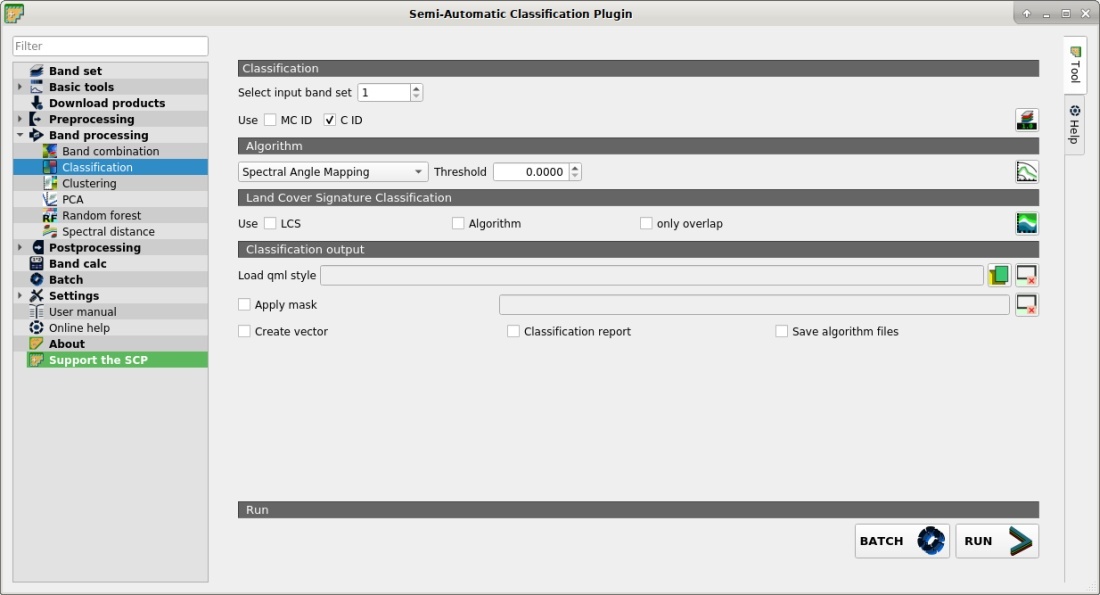 Semi-Automatic Classification Plugin
Filter
Band set
Basic tools
Download products
Preprocessing
Band processing
Band combination
Classification
Clustering
PCA
RF Random forest
Spectral distance
Postprocessing
Band calc
Batch
Settings
User manual
Online help
About
Support the SCP
Classification
Select input band set 1
Use MC ID C ID
Algorithm
Spectral Angle Mapping Threshold 0.0000
Land Cover Signature Classification
Use LCS Algorithm only overlap
Classification output
Load qml style
Apply mask
Create vector Classification report Save algorithm files
Run
BATCH RUN
Tool
Help